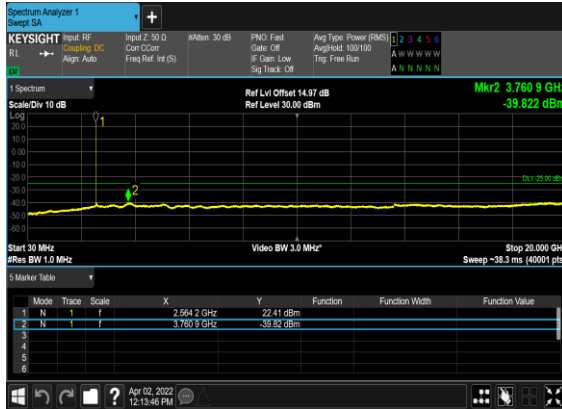 Spectrum Analyzer 1
Swept SA
+
KEYSIGHT Input: RF Input Z: 50 Ω #Atten: 30 dB PNO: Fast Avg Type: Power (RMS) 1 2 3 4 5 6
RL Coupling: DC Corr CCorr Gate: Off Avg|Hold: 100/100 A W W W W W
Align: Auto Freq Ref: Int (S) IF Gain: Low Trig: Free Run
LU Sig Track: Off A N N N N N
1 Spectrum Ref Lvl Offset 14.97 dB Mkr2 3.760 9 GHz
Scale/Div 10 dB Ref Level 30.00 dBm -39.822 dBm
Log
20.0
10.0
0.00
-10.0
-20.0
-30.0
-40.0
-50.0
-60.0
1
2
DL1 -25.00 dBm
Start 30 MHz Video BW 3.0 MHz* Stop 20.000 GHz
#Res BW 1.0 MHz Sweep ~38.3 ms (40001 pts)
5 Marker Table
Mode Trace Scale X Y Function Function Width Function Value
1 N 1 f 2.564 2 GHz 22.41 dBm
2 N 1 f 3.760 9 GHz -39.82 dBm
3
4
5
6
? Apr 02, 2022
12:13:46 PM